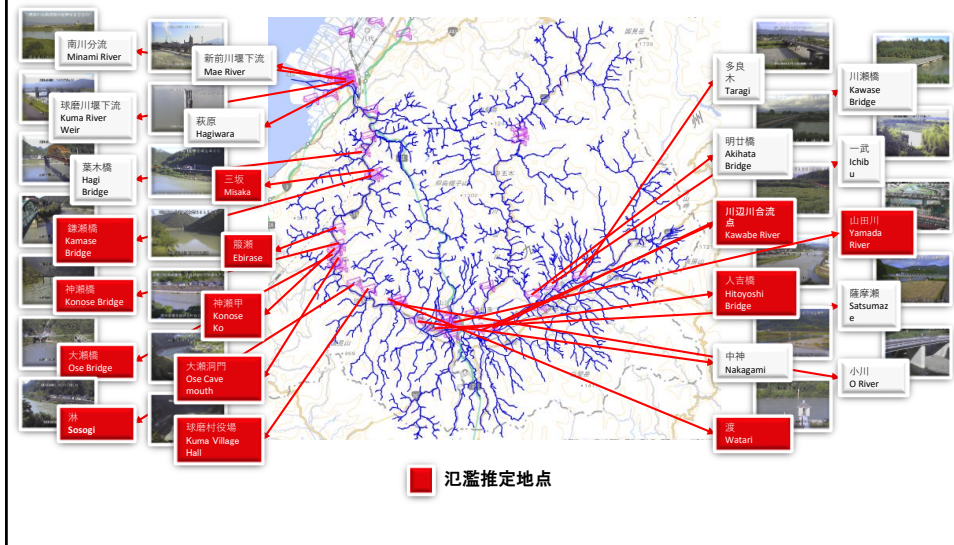 南川分流
Minami River
新前川堰下流
Mae River
球磨川堰下流
Kuma River
Weir
萩原
Hagiwara
葉木橋
Hagi
Bridge
三坂
Misaka
鎌瀬橋
Kamase
Bridge
Ebirase
神瀬橋
Konose Bridge
神瀬甲
Konose
Ko
大瀬橋
Ose Bridge
大瀬洞門
Ose Cave
mouth
淋
Sosogi
球磨村役場
Kuma Village
Hall
多良
木
Taragi
川瀬橋
Kawase
Bridge
明廿橋
Akihata
Bridge
一武
Ichib
u
川辺川合流
点
Kawabe River
山田川
Yamada
River
人吉橋
Hitoyoshi
Bridge
薩摩瀬
Satsumaz
e
中神
Nakagami
小川
O River
渡
Watari
八代
氾濫推定地点